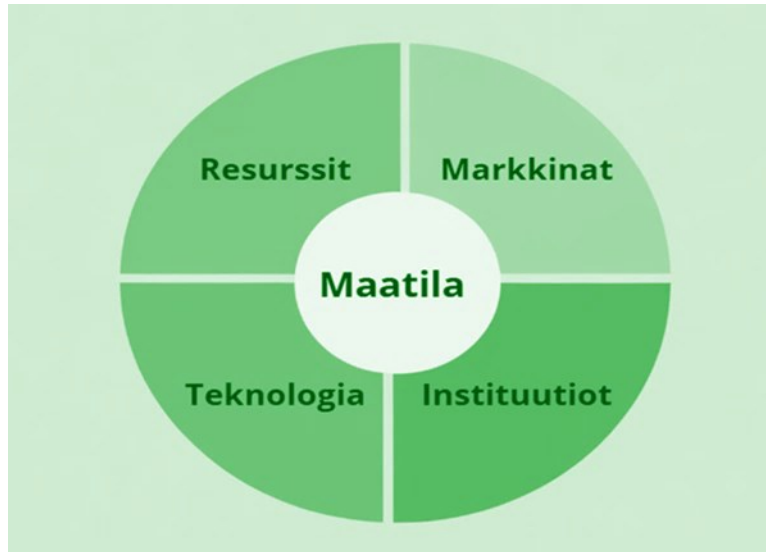 Resurssit
Markkinat
Maatila
Teknologia
Instituutiot